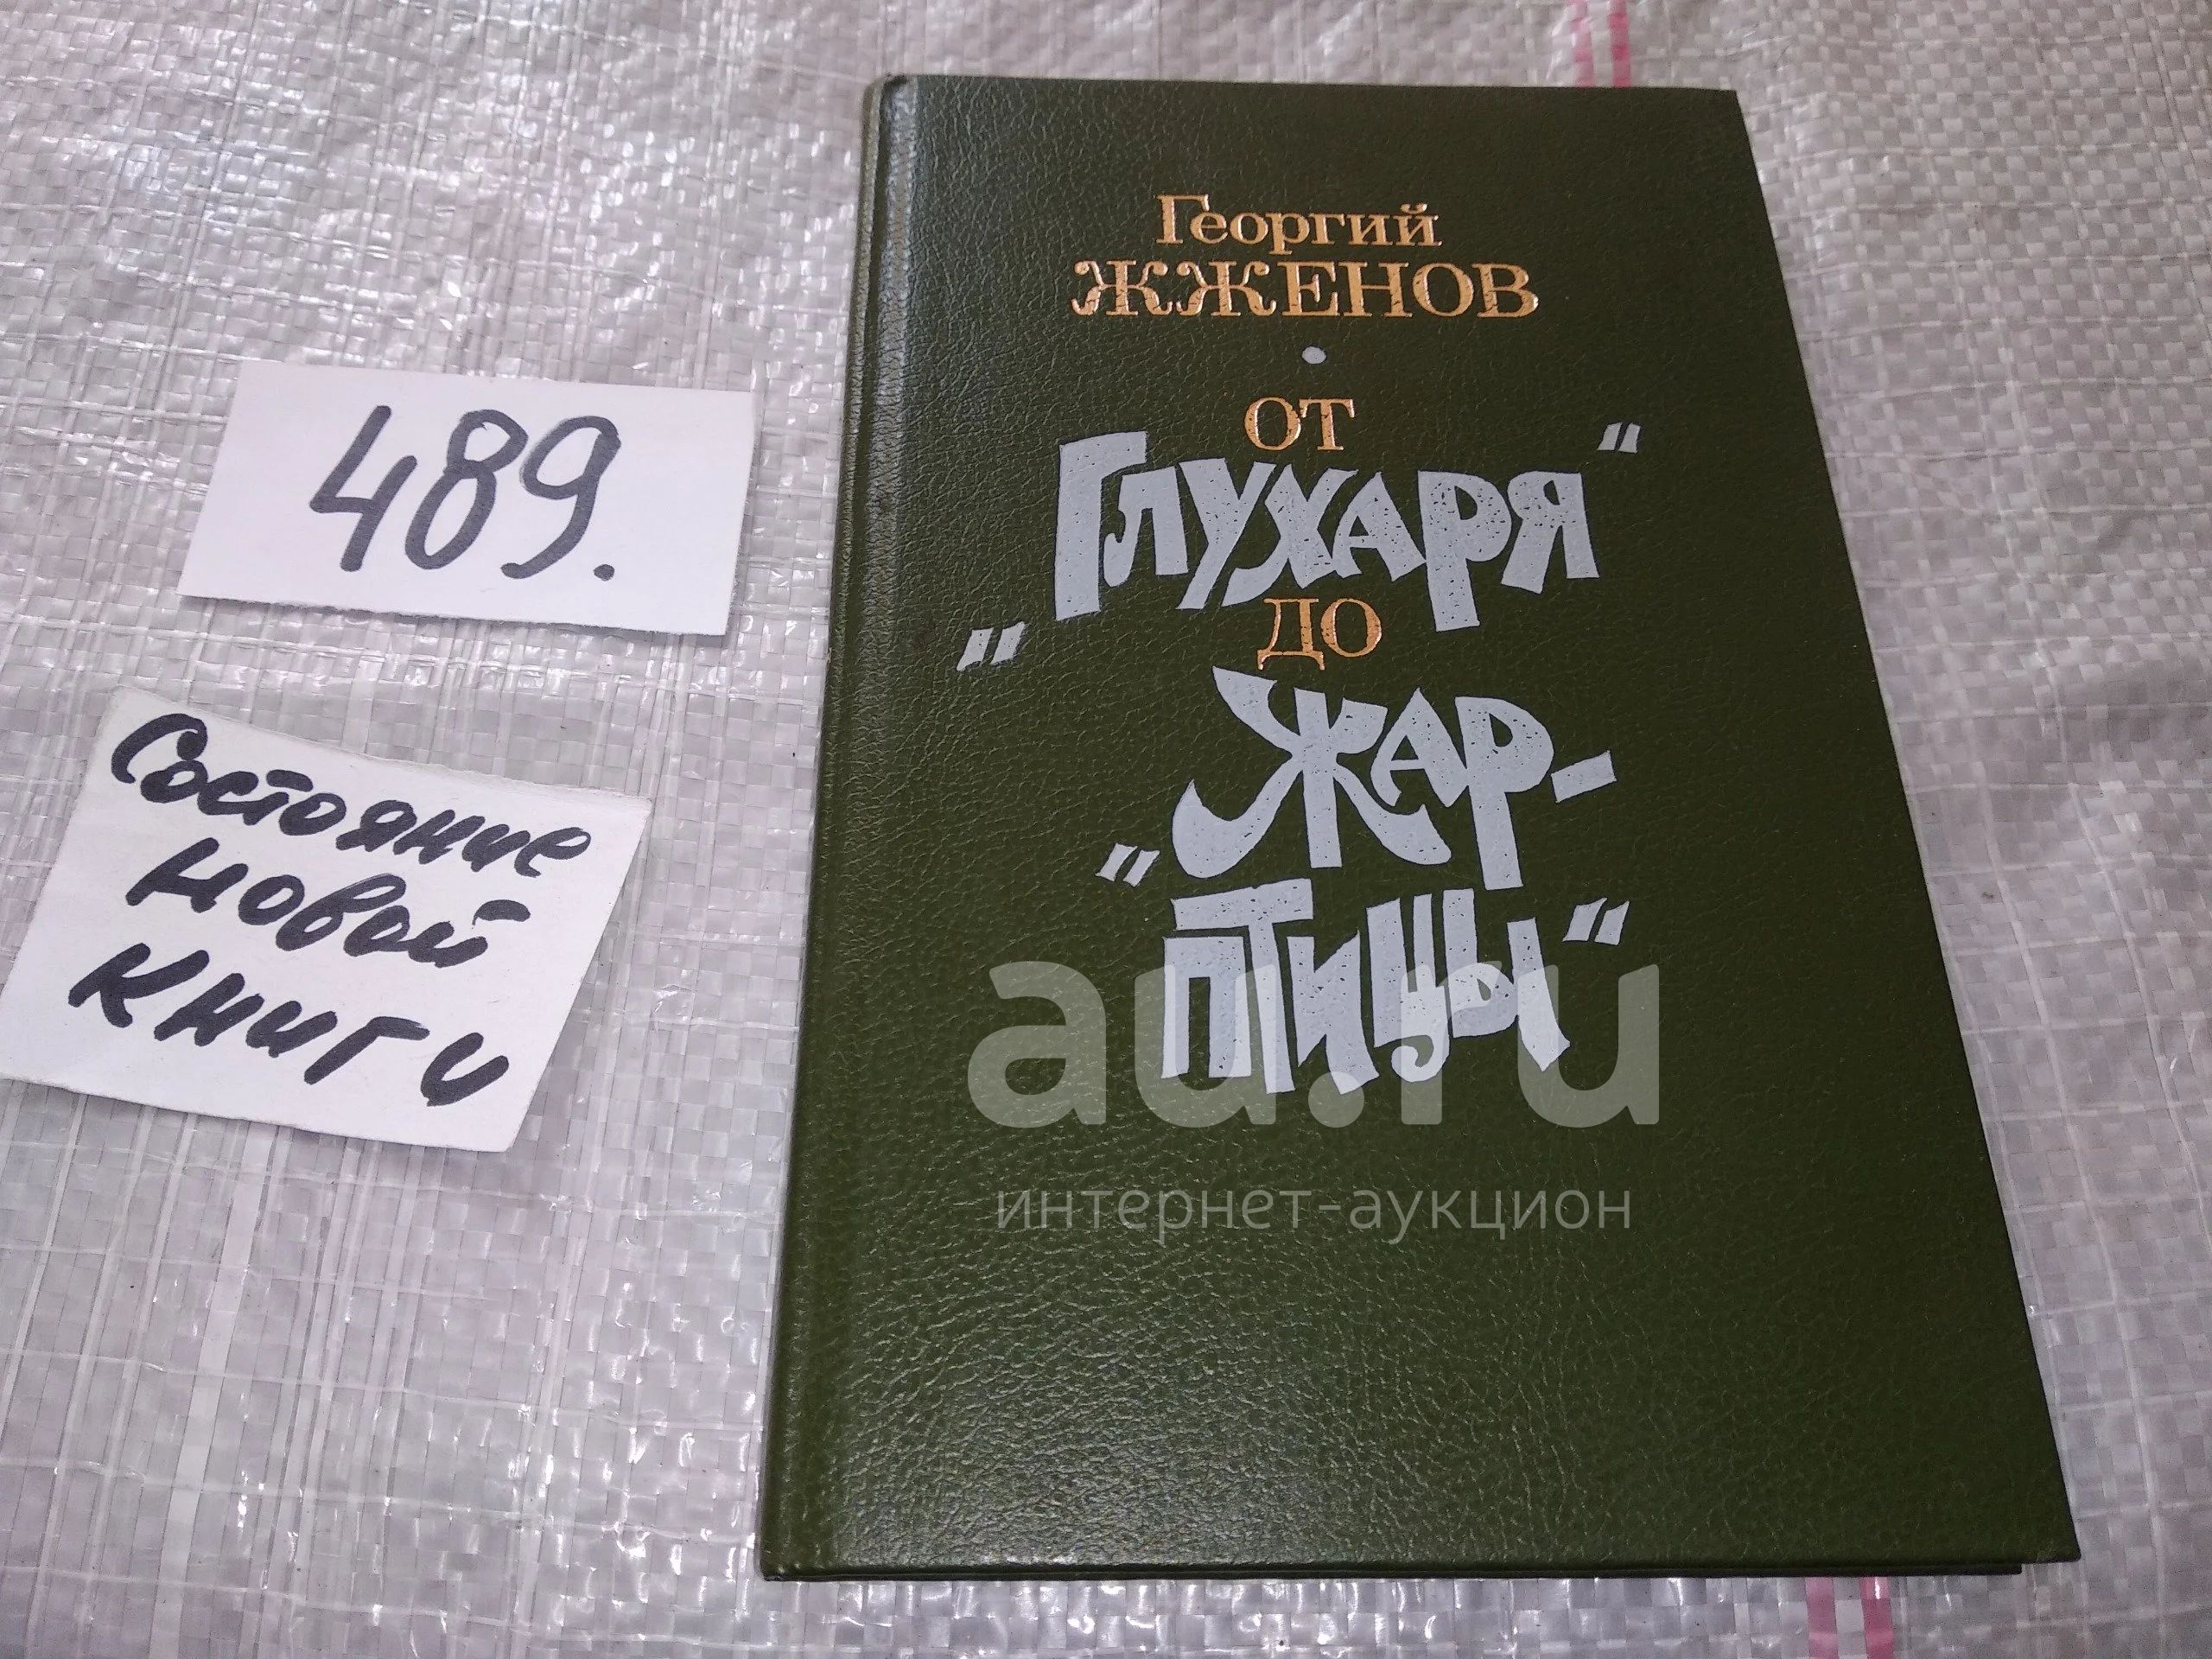 489.
Состояние
новой
книги
Георгий
ЖЖЕНОВ
•
ОТ
„Глухаря“
ДО
„Жар-
птицы“
au.ru
интернет-аукцион